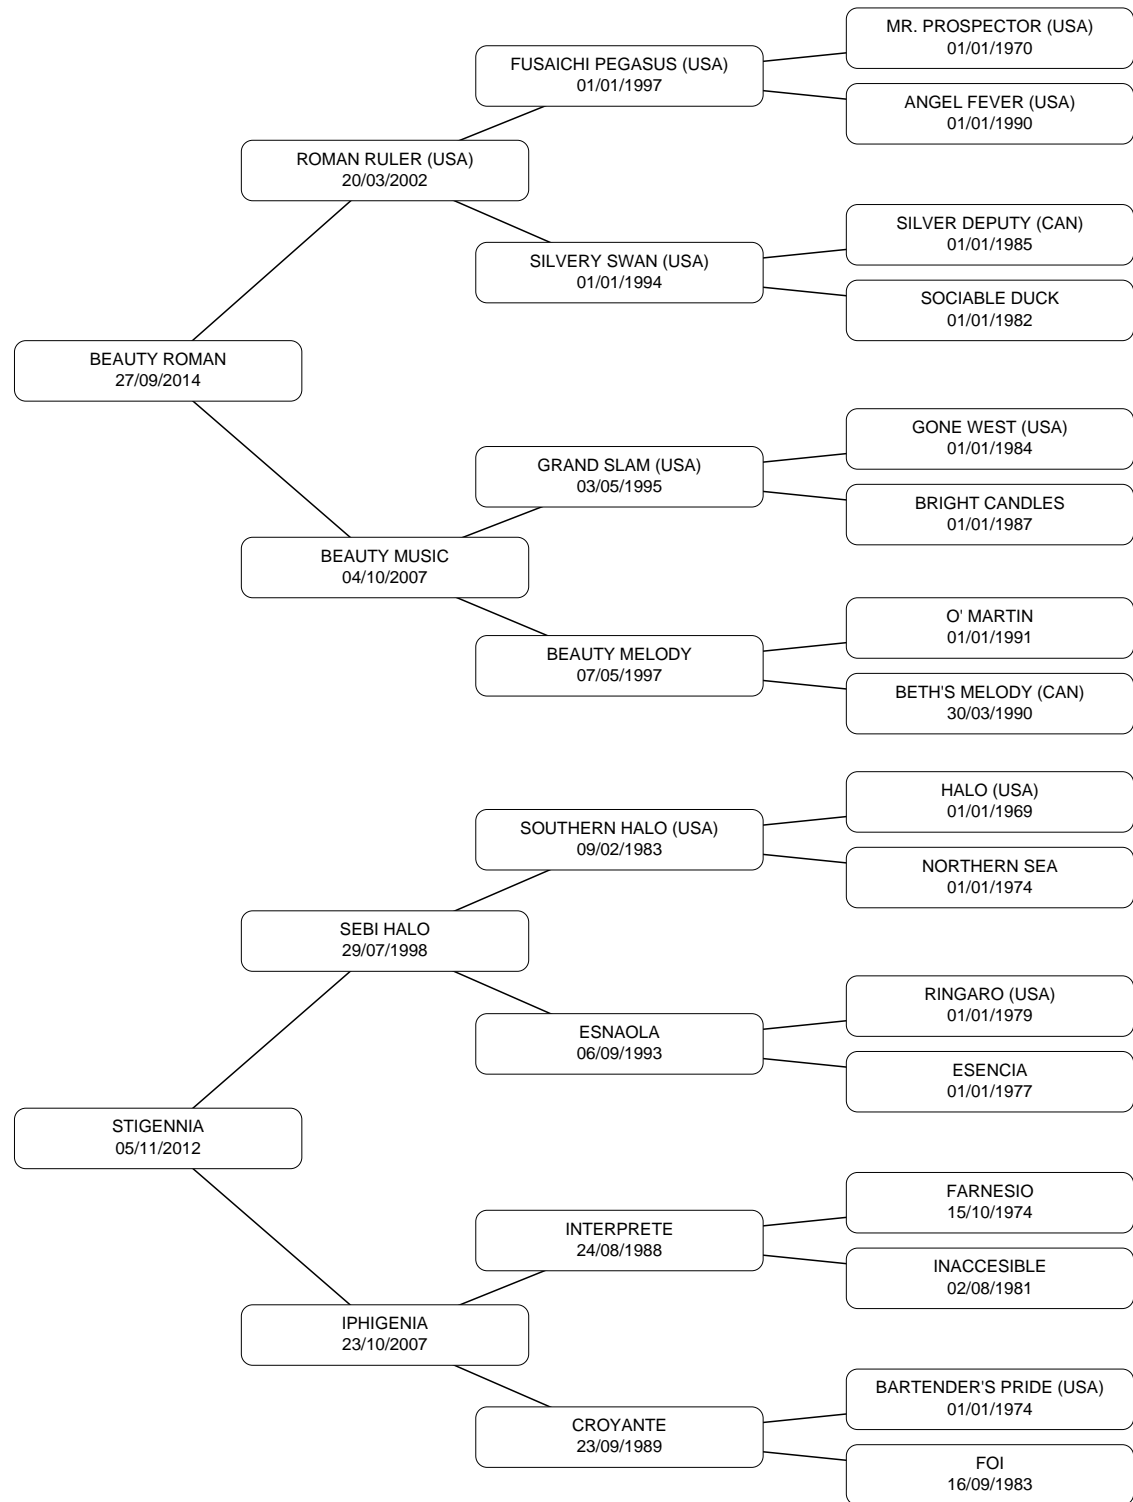 MR. PROSPECTOR (USA)
01/01/1970
FUSAICHI PEGASUS (USA)
01/01/1997
ANGEL FEVER (USA)
01/01/1990
ROMAN RULER (USA)
20/03/2002
SILVER DEPUTY (CAN)
01/01/1985
SILVERY SWAN (USA)
01/01/1994
SOCIABLE DUCK
01/01/1982
BEAUTY ROMAN
27/09/2014
GONE WEST (USA)
01/01/1984
GRAND SLAM (USA)
03/05/1995
BRIGHT CANDLES
01/01/1987
BEAUTY MUSIC
04/10/2007
O' MARTIN
01/01/1991
BEAUTY MELODY
07/05/1997
BETH'S MELODY (CAN)
30/03/1990
HALO (USA)
01/01/1969
SOUTHERN HALO (USA)
09/02/1983
NORTHERN SEA
01/01/1974
SEBI HALO
29/07/1998
RINGARO (USA)
01/01/1979
ESNAOLA
06/09/1993
ESENCIA
01/01/1977
STIGENNIA
05/11/2012
FARNESIO
15/10/1974
INTERPRETE
24/08/1988
INACCESIBLE
02/08/1981
IPHIGENIA
23/10/2007
BARTENDER'S PRIDE (USA)
01/01/1974
CROYANTE
23/09/1989
FOI
16/09/1983